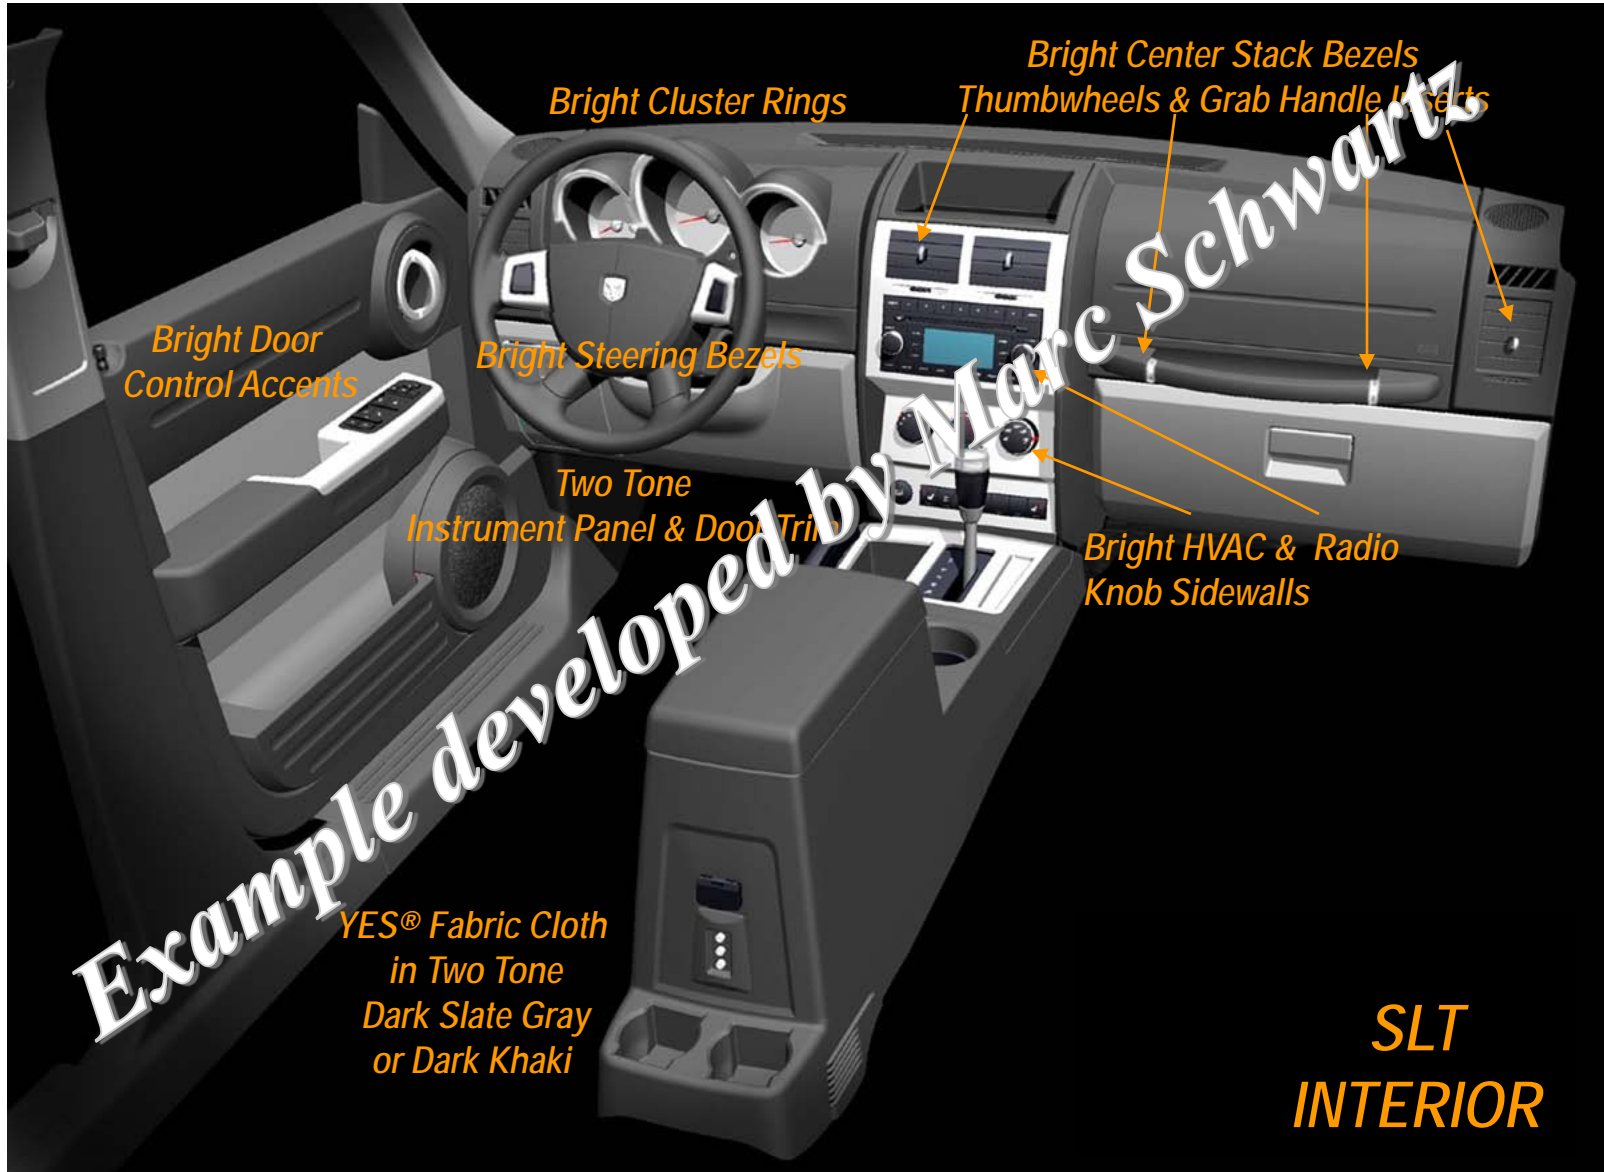 Bright Center Stack Bezels
Thumbwheels & Grab Handle Inserts
Bright Cluster Rings
Bright Door
Control Accents
Bright Steering Bezels
Two Tone
Instrument Panel & Door Trim
Bright HVAC & Radio
Knob Sidewalls
Example developed by Marc Schwartz
YES® Fabric Cloth
in Two Tone
Dark Slate Gray
or Dark Khaki
SLT
INTERIOR